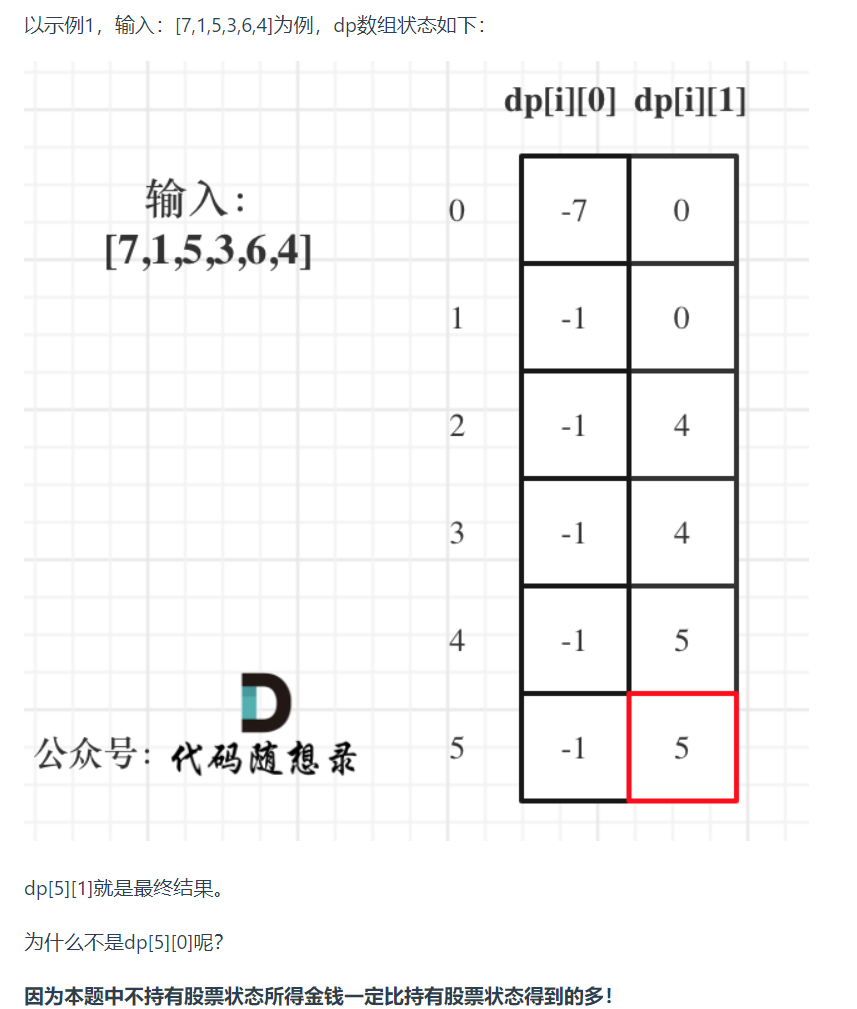 以示例1，输入：[7,1,5,3,6,4]为例，dp数组状态如下：
dp[i][0] dp[i][1]
输入：
[7,1,5,3,6,4]
0 -7 0
1 -1 0
2 -1 4
3 -1 4
4 -1 5
5 -1 5
公众号：代码随想录
dp[5][1]就是最终结果。
为什么不是dp[5][0]呢？
因为本题中不持有股票状态所得金钱一定比持有股票状态得到的多！